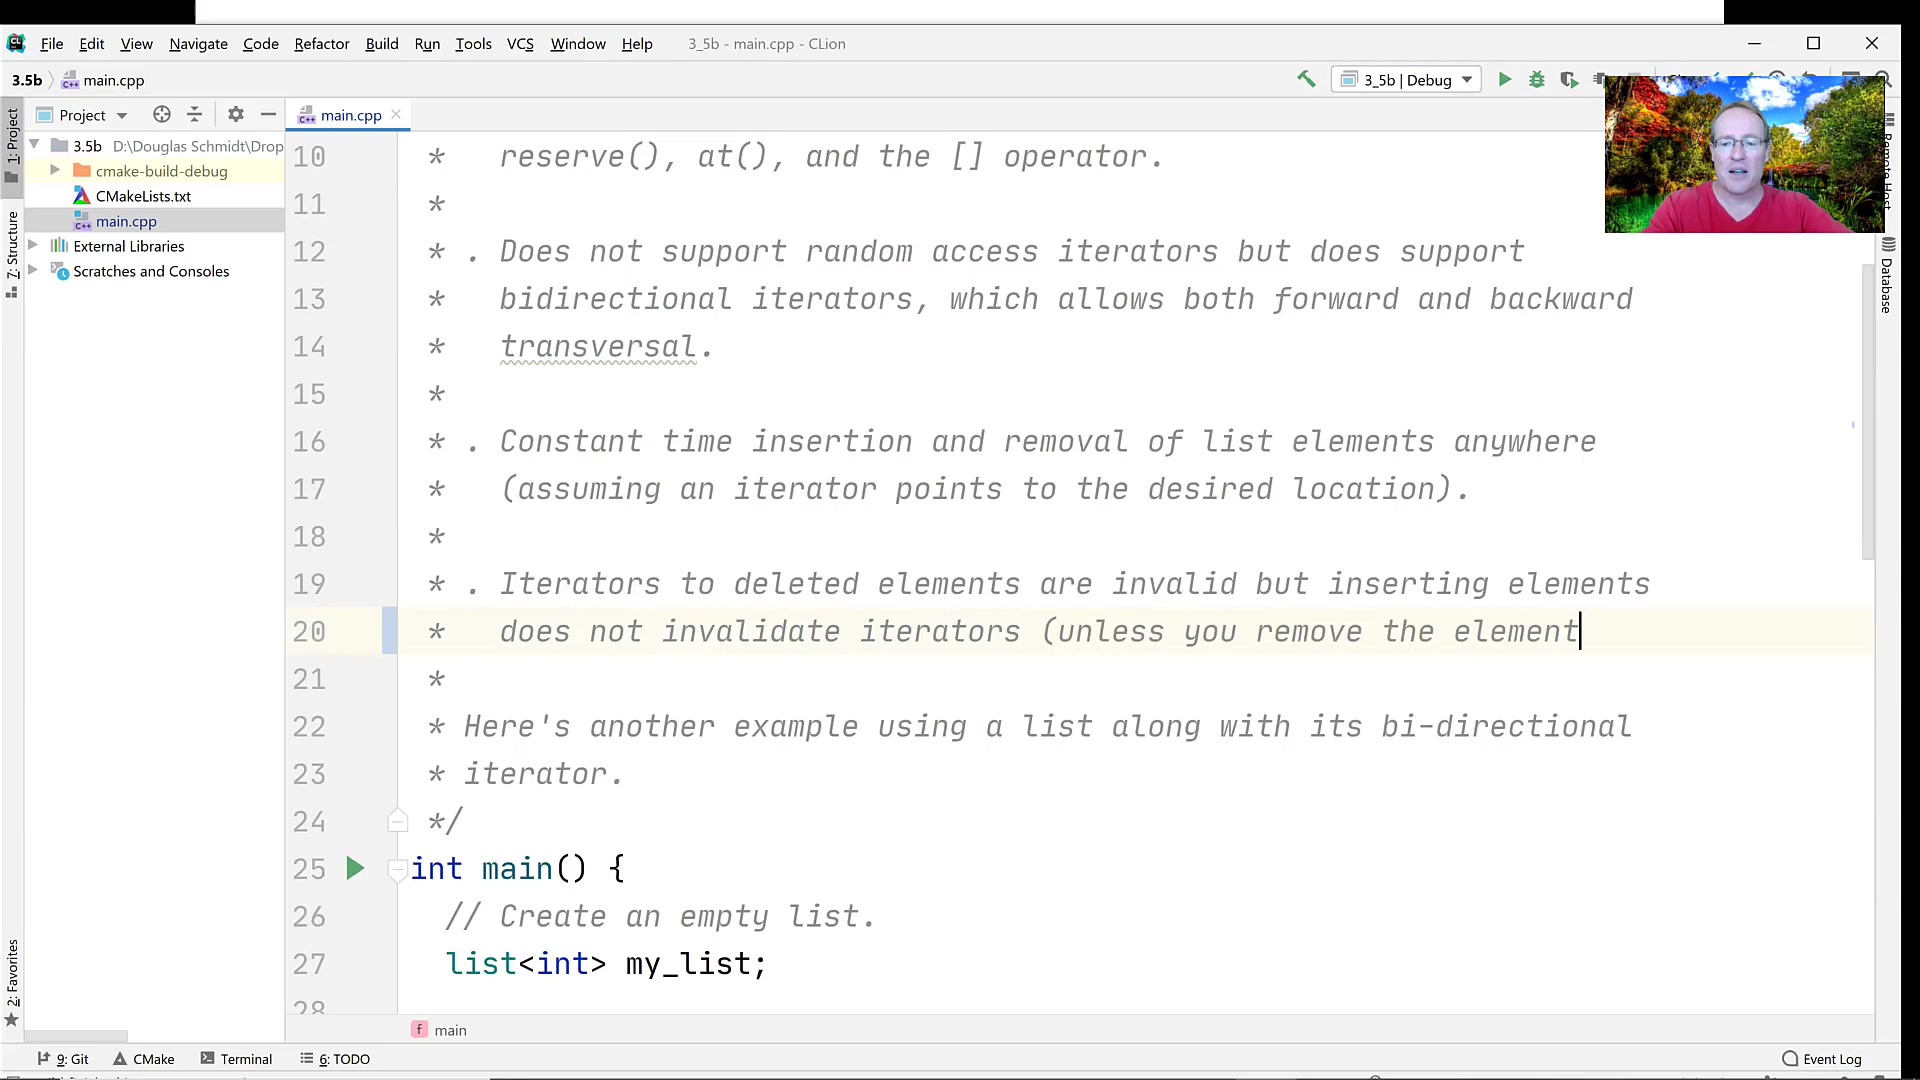 File Edit View Navigate Code Refactor Build Run Tools VCS Window Help 3_5b - main.cpp - CLion
3.5b main.cpp 3_5b | Debug
1: Project
Project
main.cpp
3.5b D:\Douglas Schmidt\Drop
cmake-build-debug
CMakeLists.txt
main.cpp
External Libraries
Scratches and Consoles
7: Structure
2: Favorites
10 * reserve(), at(), and the [] operator.
11 *
12 * . Does not support random access iterators but does support
13 * bidirectional iterators, which allows both forward and backward
14 * transversal.
15 *
16 * . Constant time insertion and removal of list elements anywhere
17 * (assuming an iterator points to the desired location).
18 *
19 * . Iterators to deleted elements are invalid but inserting elements
20 * does not invalidate iterators (unless you remove the element
21 *
22 * Here's another example using a list along with its bi-directional
23 * iterator.
24 */
25 int main() {
26 // Create an empty list.
27 list<int> my_list;
28
Remote Host
Database
f main
9: Git CMake Terminal 6: TODO Event Log